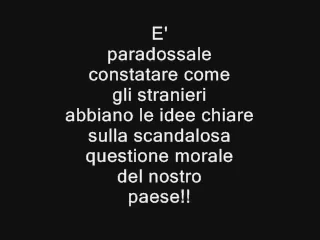 E'
paradossale
constatare come
gli stranieri
abbiano le idee chiare
sulla scandalosa
questione morale
del nostro
paese!!